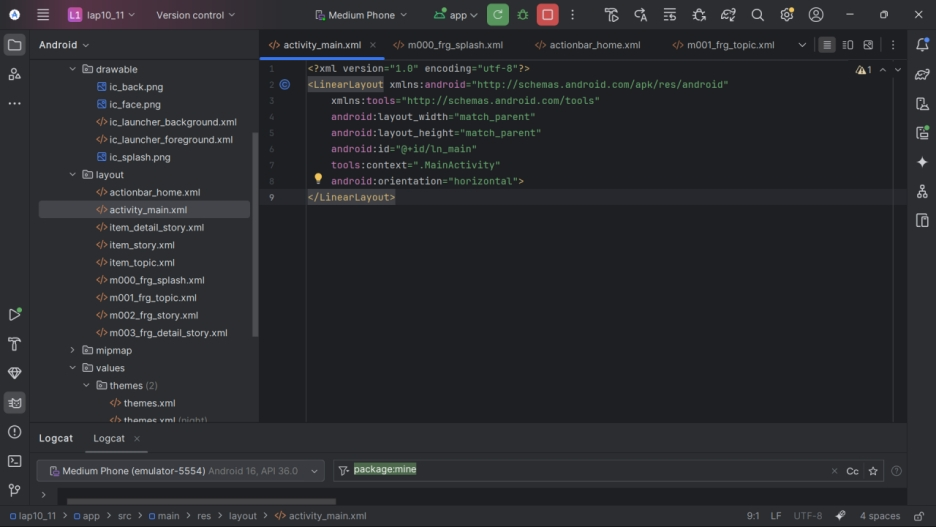 L1 lap10_11 Version control Medium Phone app
Android
activity_main.xml m000_frg_splash.xml actionbar_home.xml m001_frg_topic.xml
drawable
ic_back.png
ic_face.png
ic_launcher_background.xml
ic_launcher_foreground.xml
ic_splash.png
layout
actionbar_home.xml
activity_main.xml
item_detail_story.xml
item_story.xml
item_topic.xml
m000_frg_splash.xml
m001_frg_topic.xml
m002_frg_story.xml
m003_frg_detail_story.xml
mipmap
values
themes (2)
themes.xml
themes.xml (night)
1 <?xml version="1.0" encoding="utf-8"?>
2 <LinearLayout xmlns:android="http://schemas.android.com/apk/res/android"
3 xmlns:tools="http://schemas.android.com/tools"
4 android:layout_width="match_parent"
5 android:layout_height="match_parent"
6 android:id="@+id/ln_main"
7 tools:context=".MainActivity"
8 android:orientation="horizontal">
9 </LinearLayout>
1
Logcat Logcat
Medium Phone (emulator-5554) Android 16, API 36.0 package:mine Cc
lap10_11 > app > src > main > res > layout > activity_main.xml 9:1 LF UTF-8 4 spaces